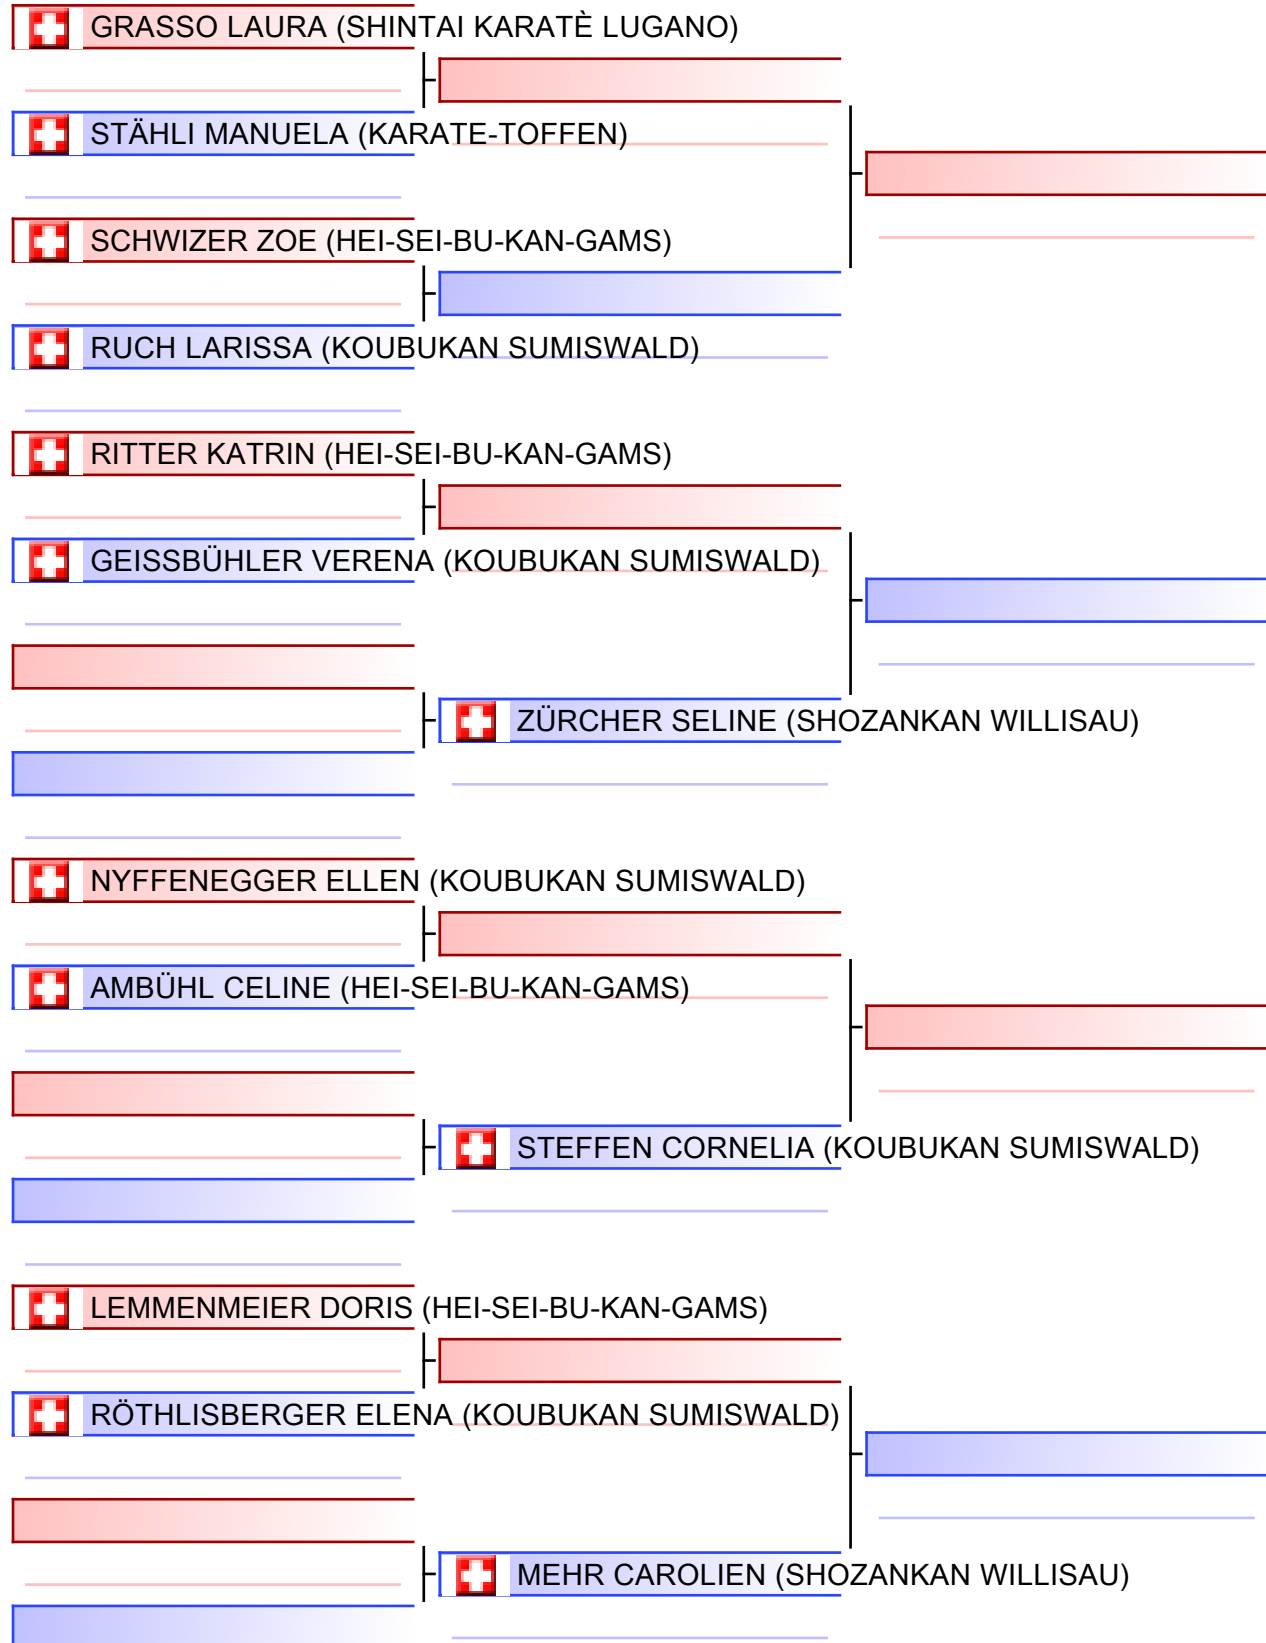 GRASSO LAURA (SHINTAI KARATÈ LUGANO)
STÄHLI MANUELA (KARATE-TOFFEN)
SCHWIZER ZOE (HEI-SEI-BU-KAN-GAMS)
RUCH LARISSA (KOUBUKAN SUMISWALD)
RITTER KATRIN (HEI-SEI-BU-KAN-GAMS)
GEISSBÜHLER VERENA (KOUBUKAN SUMISWALD)
ZÜRCHER SELINE (SHOZANKAN WILLISAU)
NYFFENEGGER ELLEN (KOUBUKAN SUMISWALD)
AMBÜHL CELINE (HEI-SEI-BU-KAN-GAMS)
STEFFEN CORNELIA (KOUBUKAN SUMISWALD)
LEMMENMEIER DORIS (HEI-SEI-BU-KAN-GAMS)
RÖTHLISBERGER ELENA (KOUBUKAN SUMISWALD)
MEHR CAROLIEN (SHOZANKAN WILLISAU)